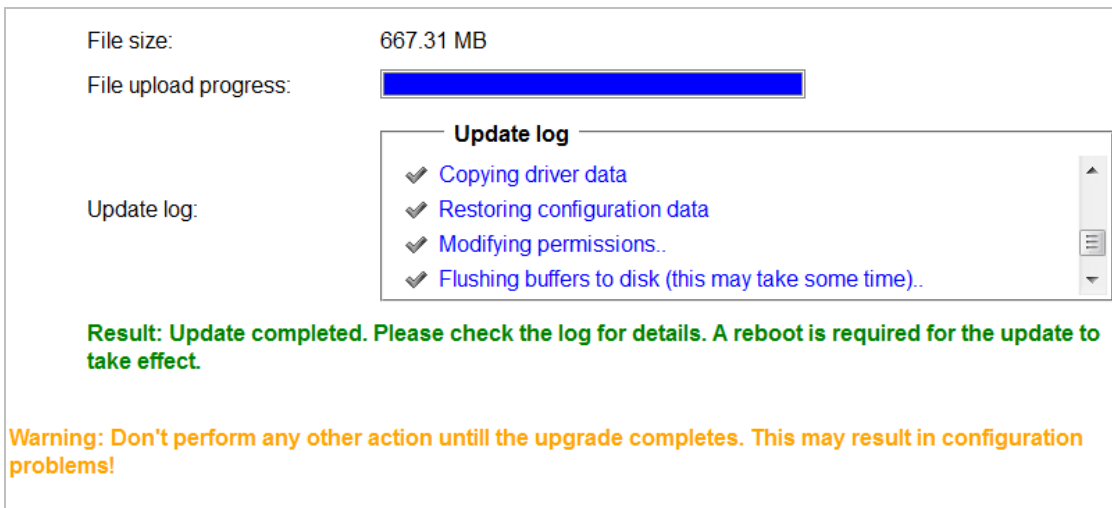 File size: 667.31 MB
File upload progress:
Update log
Copying driver data
Update log:
Restoring configuration data
Modifying permissions..
Flushing buffers to disk (this may take some time)..
Result: Update completed. Please check the log for details. A reboot is required for the update to
take effect.
Warning: Don't perform any other action untill the upgrade completes. This may result in configuration
problems!